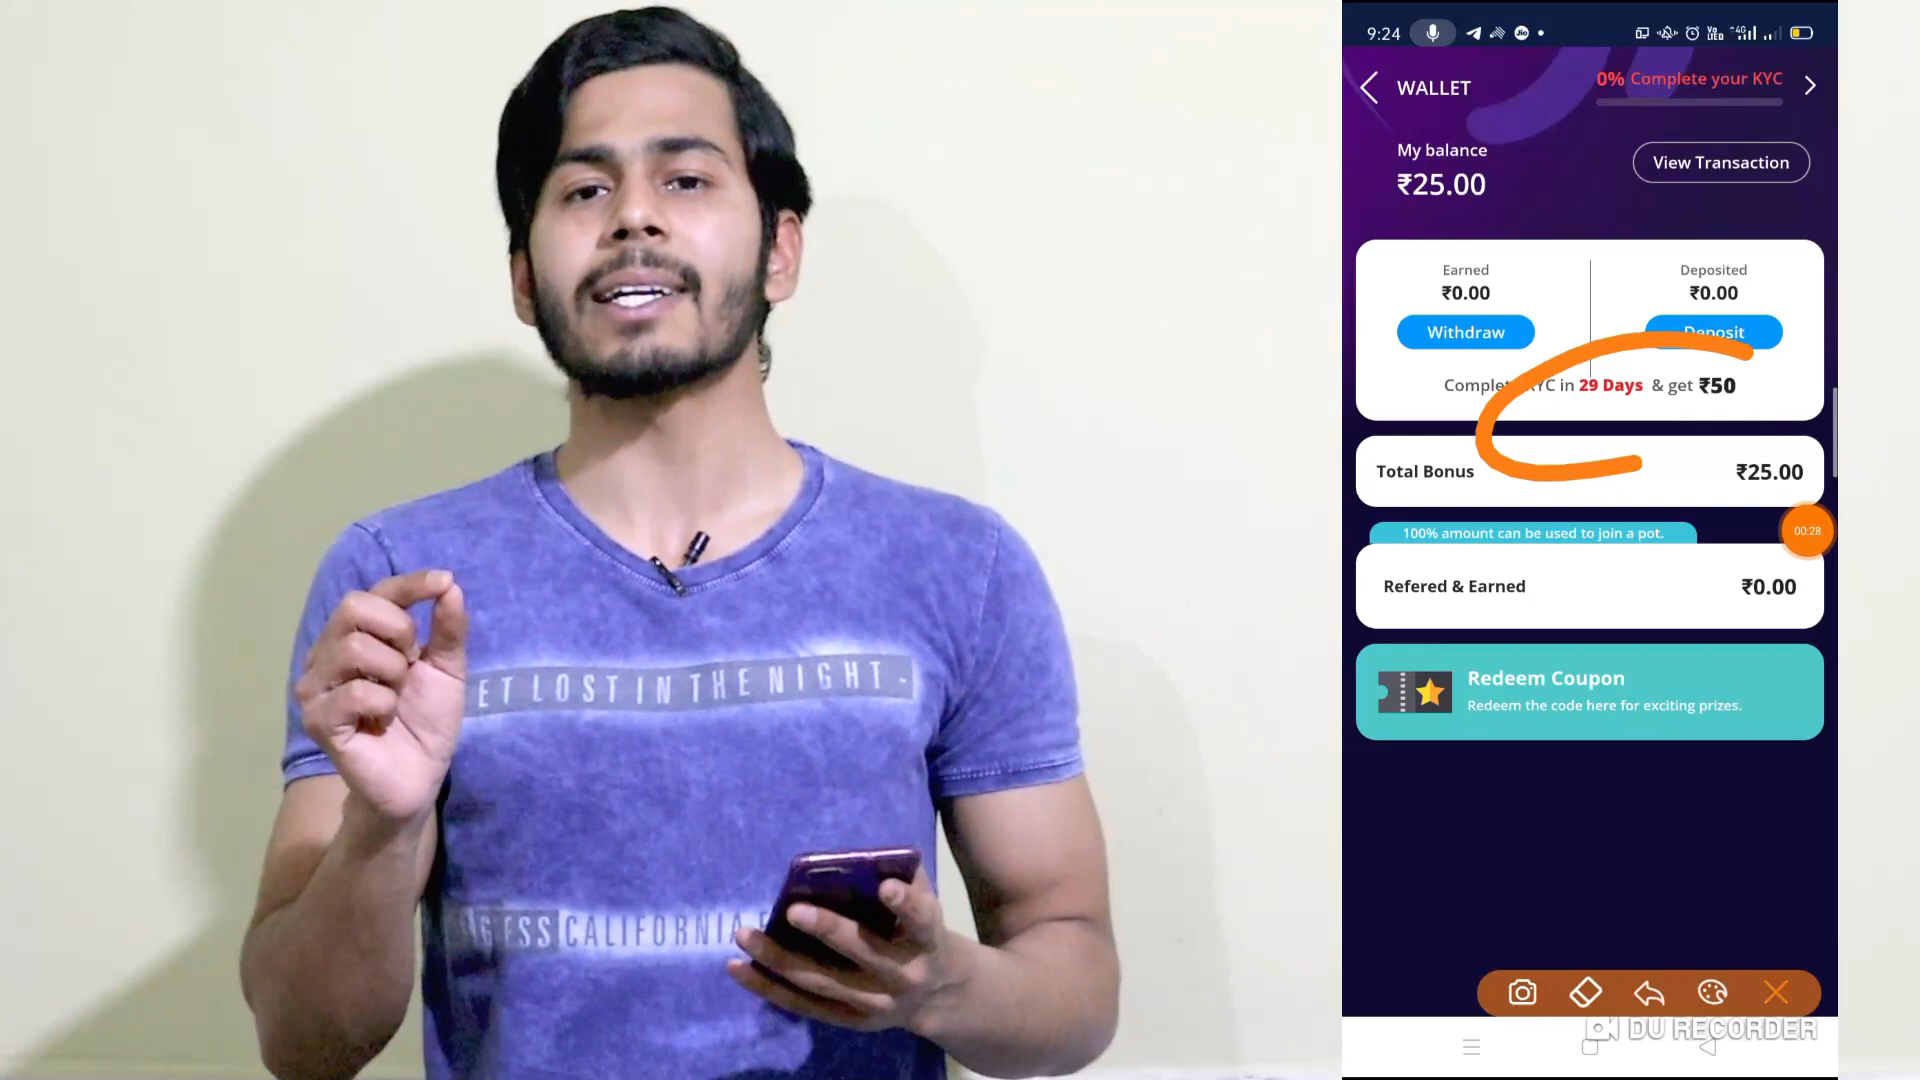 ET LOST IN THE NIGHT -
CALIFORNIA
9:24
WALLET
0% Complete your KYC
My balance
₹25.00
View Transaction
Earned
₹0.00
Withdraw
Deposited
₹0.00
Deposit
Complete KYC in 29 Days & get ₹50
Total Bonus
₹25.00
100% amount can be used to join a pot.
00:28
Refered & Earned
₹0.00
Redeem Coupon
Redeem the code here for exciting prizes.
DU RECORDER